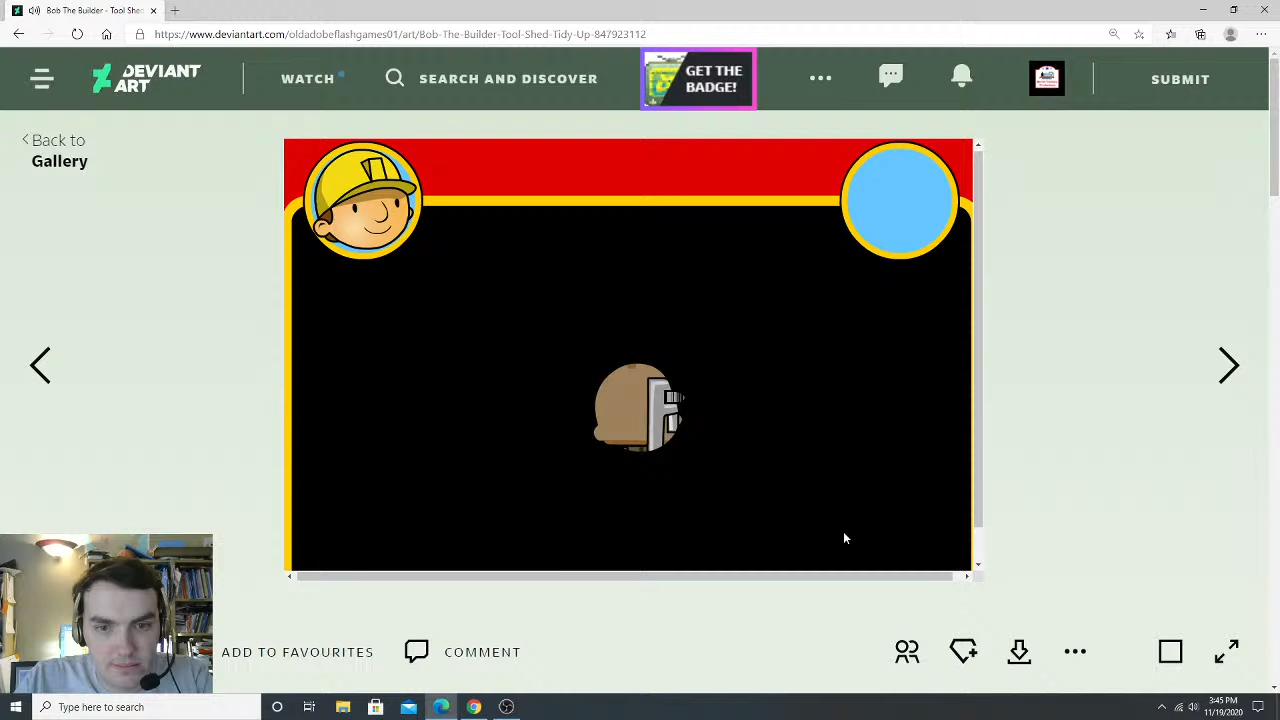 Bob The Builder - Tool Shed
https://www.deviantart.com/oldadobeflashgames01/art/Bob-The-Builder-Tool-Shed-Tidy-Up-847923112
DEVIANT
ART
WATCH
SEARCH AND DISCOVER
GET THE
BADGE!
SUBMIT
Back to
Gallery
ADD TO FAVOURITES
COMMENT
Type here to search
3:45 PM
11/19/2020